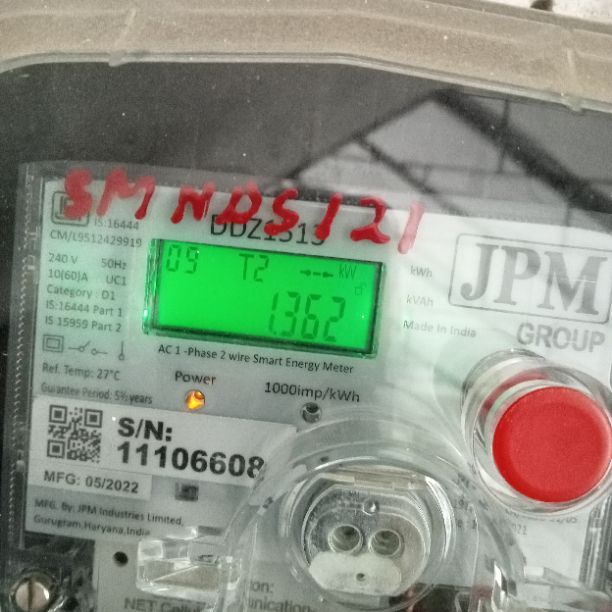 SMNDS121
DDZ1513
IS:16444
CM/L9512429919
240 V 50Hz
10(60)A UC1
Category : D1
IS:16444 Part 1
IS 15959 Part 2
Ref. Temp: 27°C
Guarantee Period: 5½ years
09 T2 kW
1.362
kWh
kVAh
Made in India
JPM
GROUP
AC 1 -Phase 2 wire Smart Energy Meter
Power
1000imp/kWh
S/N:
11106608
MFG: 05/2022
MFG. By: JPM Industries Limited,
Gurugram,Haryana,India